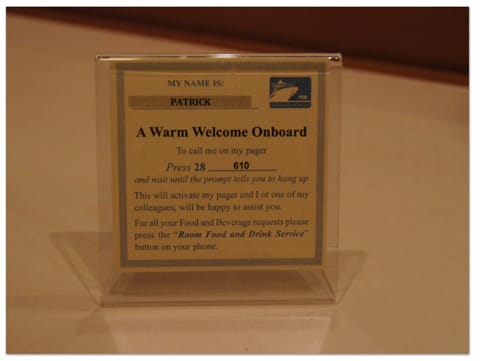 MY NAME IS:
PATRICK
A Warm Welcome Onboard
To call me on my pager
Press 28 610
and wait until the prompt tells you to hang up
This will activate my pager and I or one of my
colleagues, will be happy to assist you.
For all your Food and Beverage requests please
press the “Room Food and Drink Service”
button on your phone.